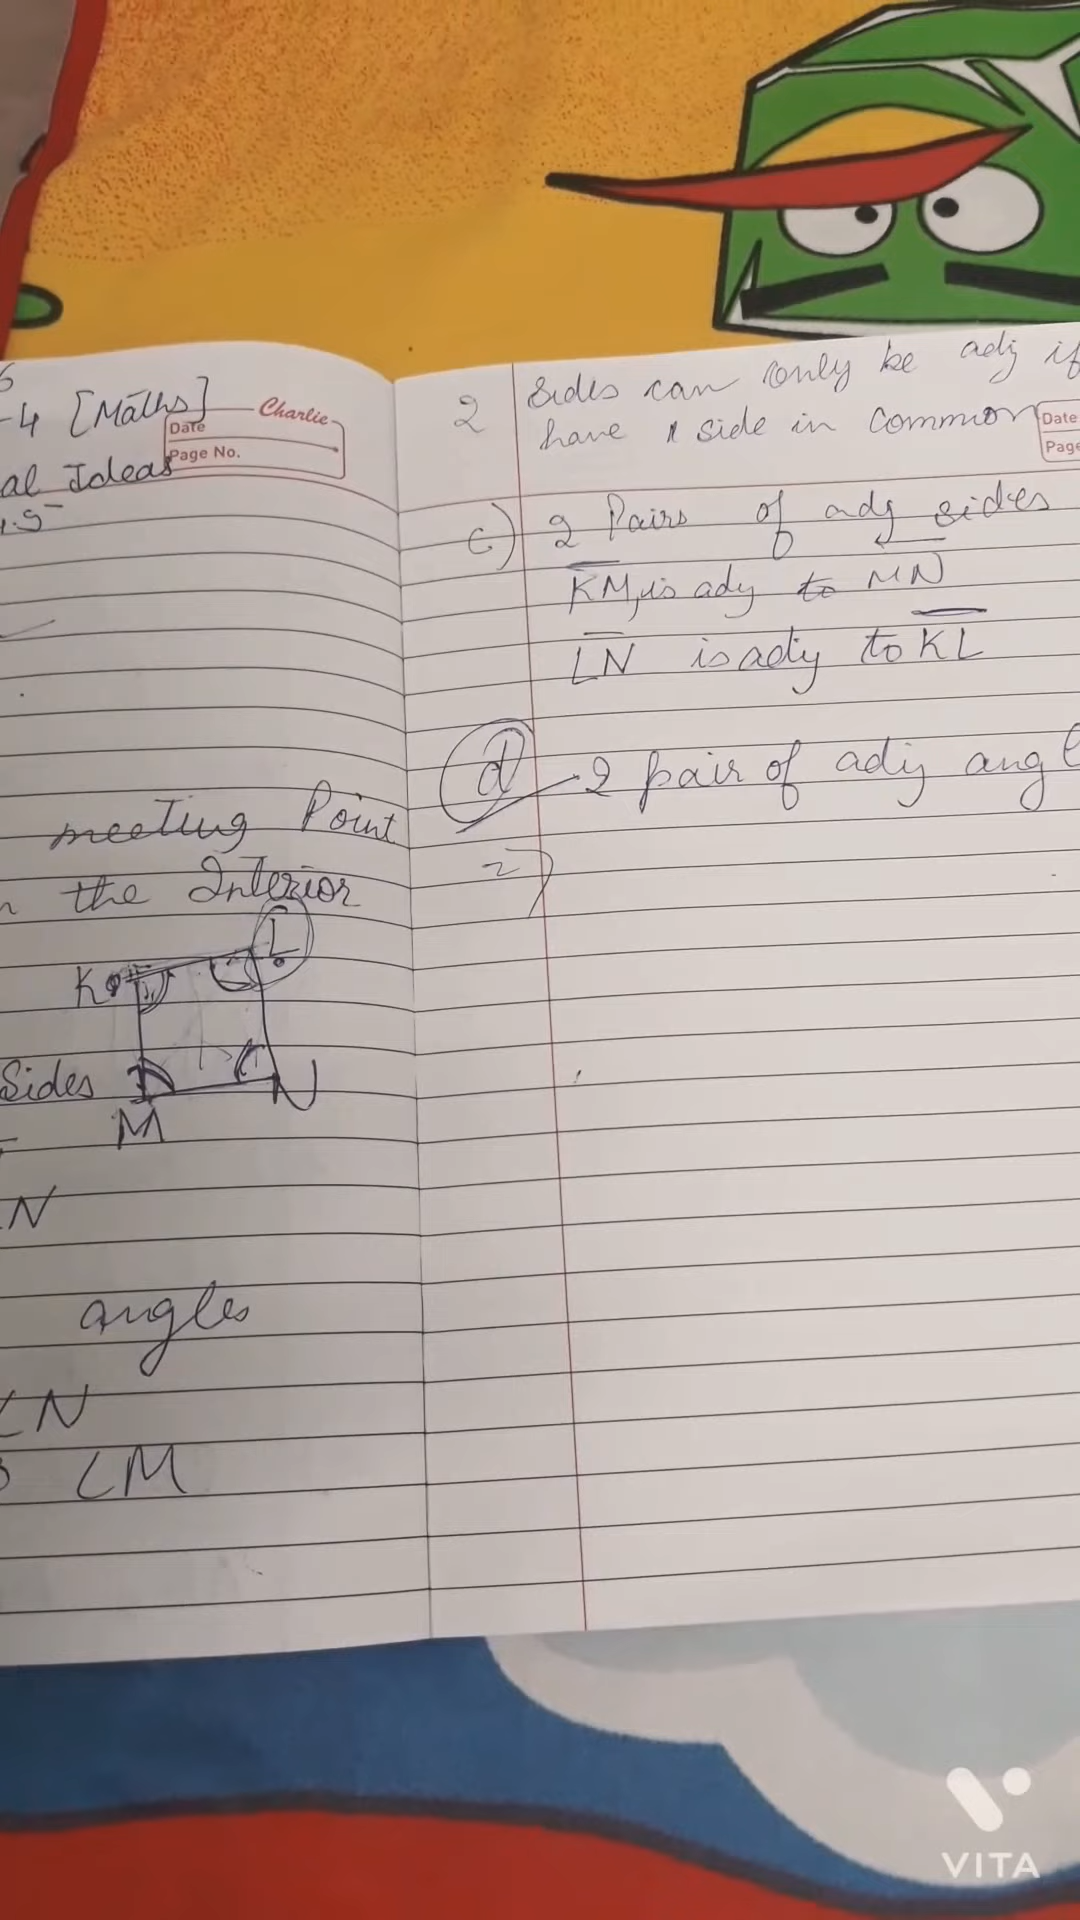 -4 [Maths]
Charlie
Date
Page No.
al Ideas
meeting Point
the Interior
K
L
Sides
M
N
N
angles
LN
LM
2 Sides can only be adj if
have 1 side in common
Date
Page
c) 2 Pairs of adj sides
KM, is adj to MN
LN is adj to KL
d 2 pair of adj angl
VITA